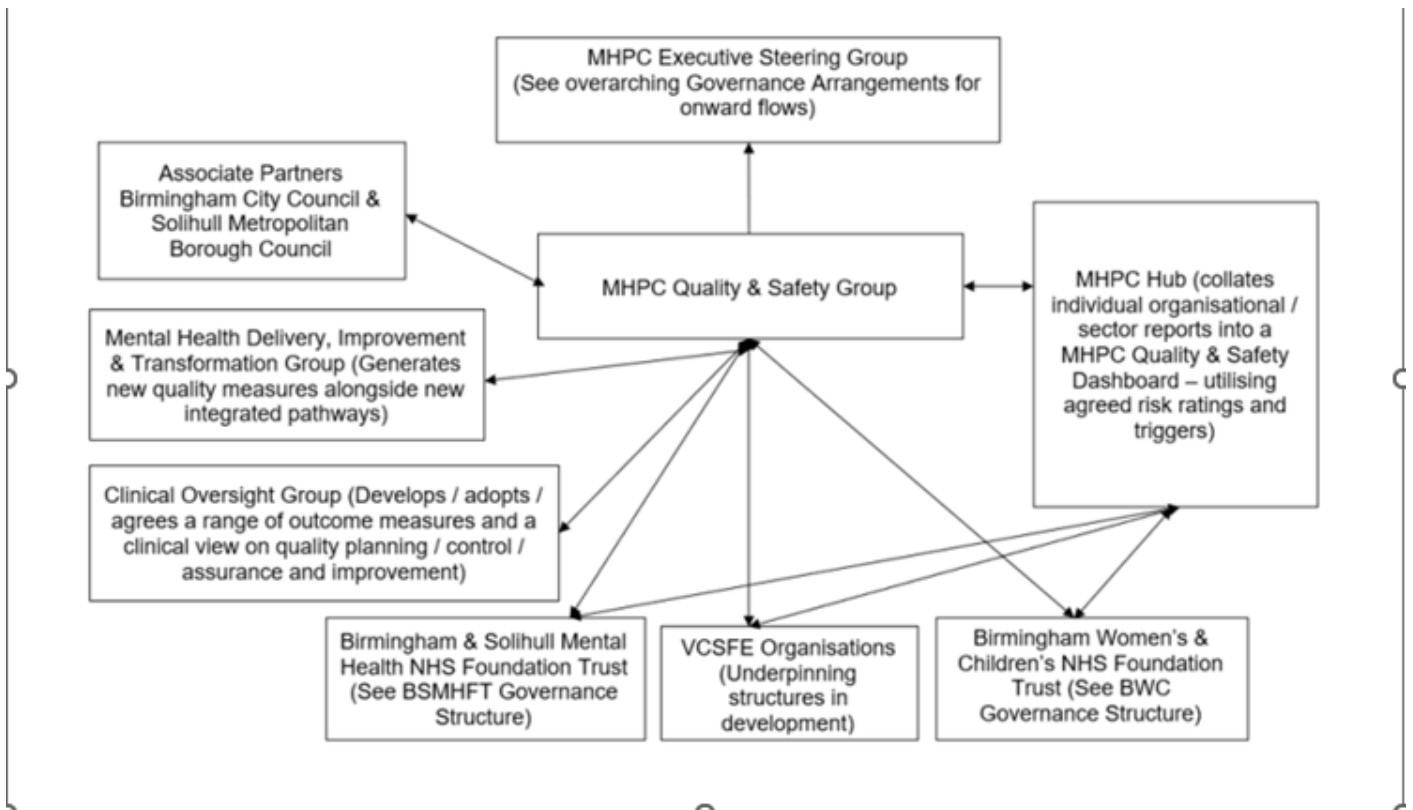 MHPC Executive Steering Group
(See overarching Governance Arrangements for
onward flows)
Associate Partners
Birmingham City Council &
Solihull Metropolitan
Borough Council
MHPC Quality & Safety Group
MHPC Hub (collates
individual organisational /
sector reports into a
MHPC Quality & Safety
Dashboard – utilising
agreed risk ratings and
triggers)
Mental Health Delivery, Improvement
& Transformation Group (Generates
new quality measures alongside new
integrated pathways)
Clinical Oversight Group (Develops / adopts /
agrees a range of outcome measures and a
clinical view on quality planning / control /
assurance and improvement)
Birmingham & Solihull Mental
Health NHS Foundation Trust
(See BSMHFT Governance
Structure)
VCSFE Organisations
(Underpinning
structures in
development)
Birmingham Women's &
Children's NHS Foundation
Trust (See BWC
Governance Structure)